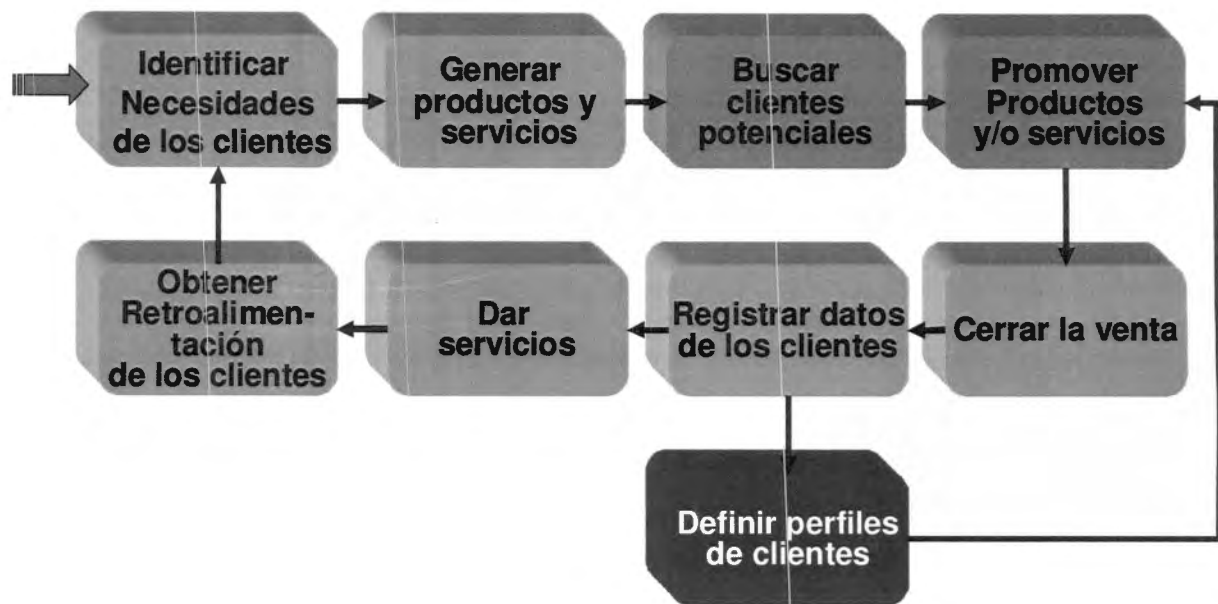 Identificar
Necesidades
de los clientes
Generar
productos y
servicios
Buscar
clientes
potenciales
Promover
Productos
y/o servicios
Obtener
Retroalimen-
tación
de los clientes
Dar
servicios
Registrar datos
de los clientes
Cerrar la venta
Definir perfiles
de clientes